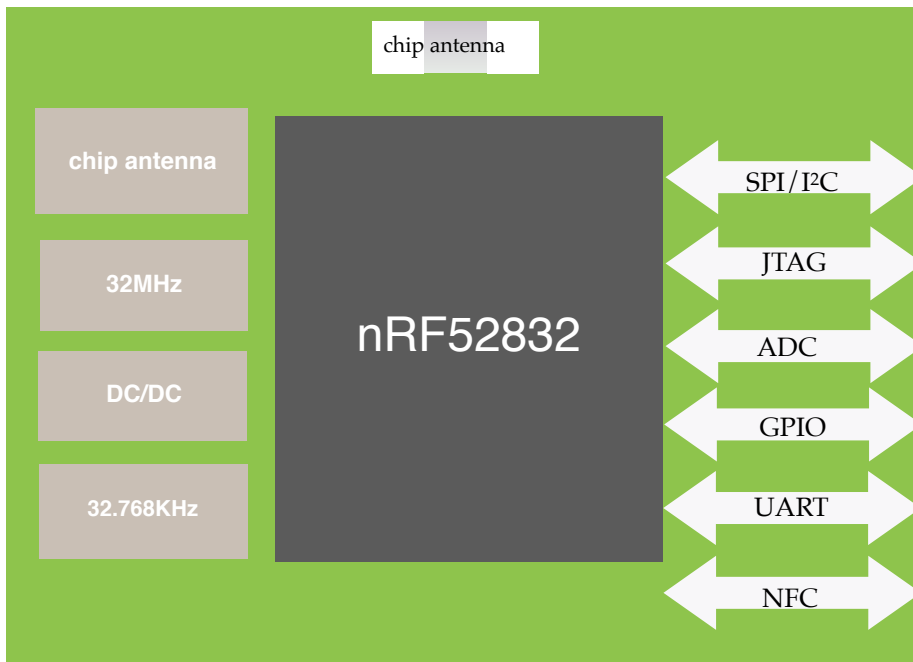 chip antenna
chip antenna
32MHz
DC/DC
32.768KHz
nRF52832
SPI/I²C
JTAG
ADC
GPIO
UART
NFC